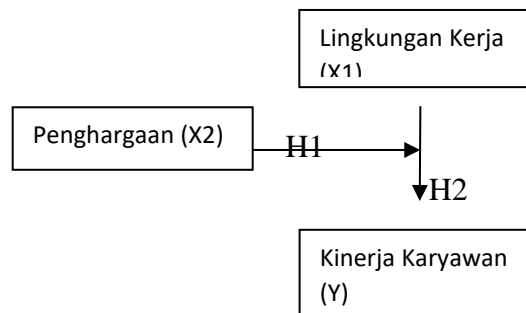 Lingkungan Kerja
(X1)
Penghargaan (X2)
H1
H2
Kinerja Karyawan
(Y)